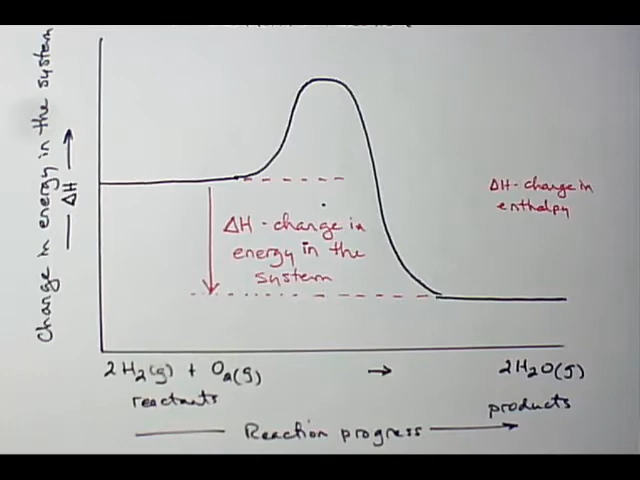 Change in energy in the system
ΔH
ΔH - change in
energy in the
system
ΔH - change in
enthalpy
2H2(g) + O2(g) → 2H2O(g)
reactants
products
Reaction progress